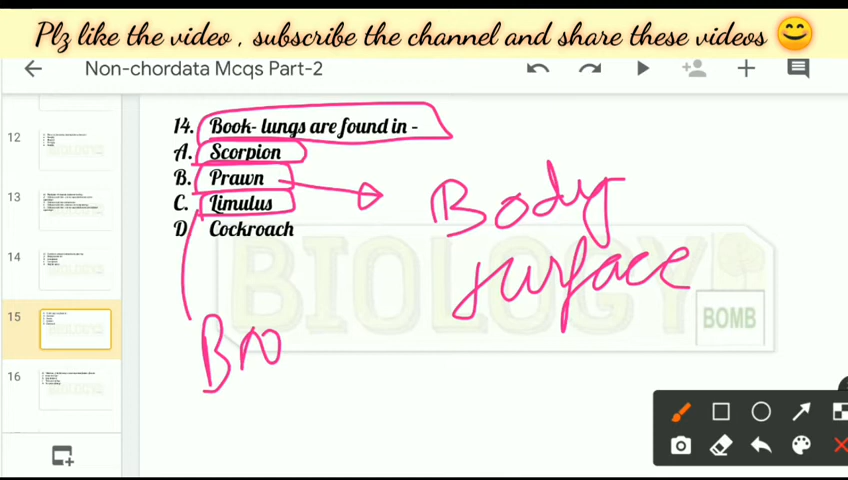 Plz like the video , subscribe the channel and share these videos 😊
Non-chordata Mcqs Part-2
12
13
14
15
16
14. Book- lungs are found in -
A. Scorpion
B. Prawn
C. Limulus
D Cockroach
Body
surface
Bro
BIOLOGY
BOMB